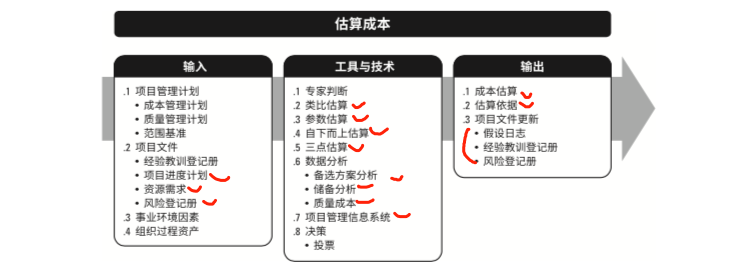 估算成本
输入
.1 项目管理计划
• 成本管理计划
• 质量管理计划
• 范围基准
.2 项目文件
• 经验教训登记册
• 项目进度计划
• 资源需求
• 风险登记册
.3 事业环境因素
.4 组织过程资产
工具与技术
.1 专家判断
.2 类比估算
.3 参数估算
.4 自下而上估算
.5 三点估算
.6 数据分析
• 备选方案分析
• 储备分析
• 质量成本
.7 项目管理信息系统
.8 决策
• 投票
输出
.1 成本估算
.2 估算依据
.3 项目文件更新
• 假设日志
• 经验教训登记册
• 风险登记册